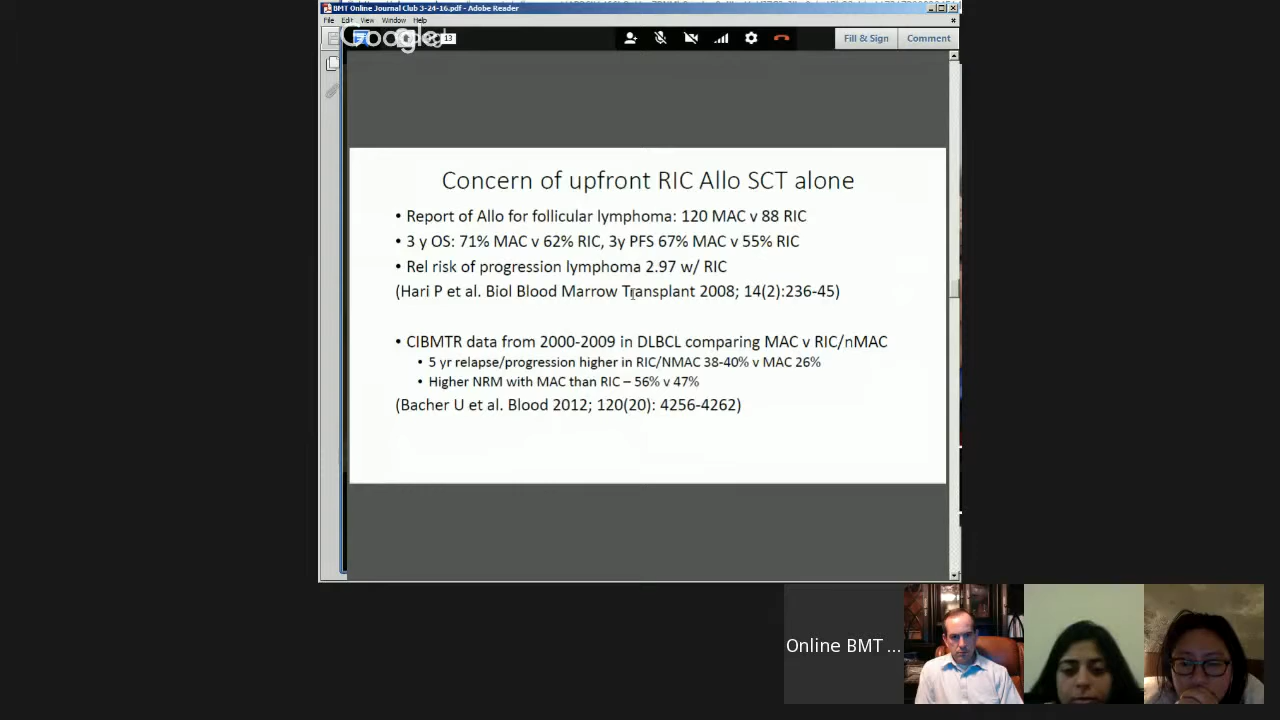 BMT Online Journal Club 3-24-16.pdf - Adobe Reader
File Edit View Window Help
Google
13
Fill & Sign Comment
Concern of upfront RIC Allo SCT alone
• Report of Allo for follicular lymphoma: 120 MAC v 88 RIC
• 3 y OS: 71% MAC v 62% RIC, 3y PFS 67% MAC v 55% RIC
• Rel risk of progression lymphoma 2.97 w/ RIC
(Hari P et al. Biol Blood Marrow Transplant 2008; 14(2):236-45)
• CIBMTR data from 2000-2009 in DLBCL comparing MAC v RIC/nMAC
• 5 yr relapse/progression higher in RIC/NMAC 38-40% v MAC 26%
• Higher NRM with MAC than RIC – 56% v 47%
(Bacher U et al. Blood 2012; 120(20): 4256-4262)
Online BMT ...